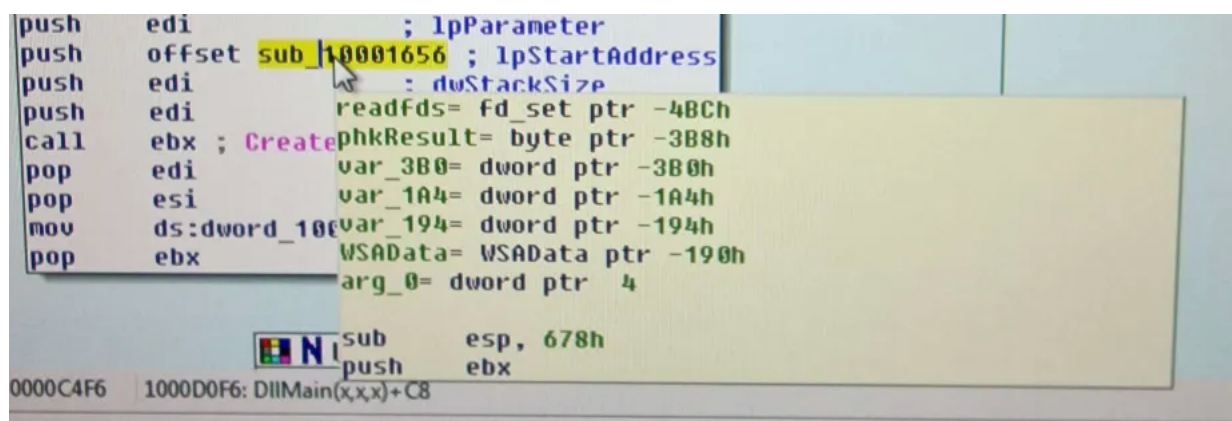 push edi ; lpParameter
push offset sub_10001656 ; lpStartAddress
push edi ; dwStackSize
push edi
call ebx ; Create
pop edi
pop esi
mov ds:dword_100
pop ebx
readfds= fd_set ptr -4BCh
phkResult= byte ptr -3B8h
var_3B0= dword ptr -3B0h
var_1A4= dword ptr -1A4h
var_194= dword ptr -194h
WSAData= WSAData ptr -190h
arg_0= dword ptr 4
sub esp, 678h
push ebx
N
0000C4F6 1000D0F6: DllMain(x,x,x)+C8